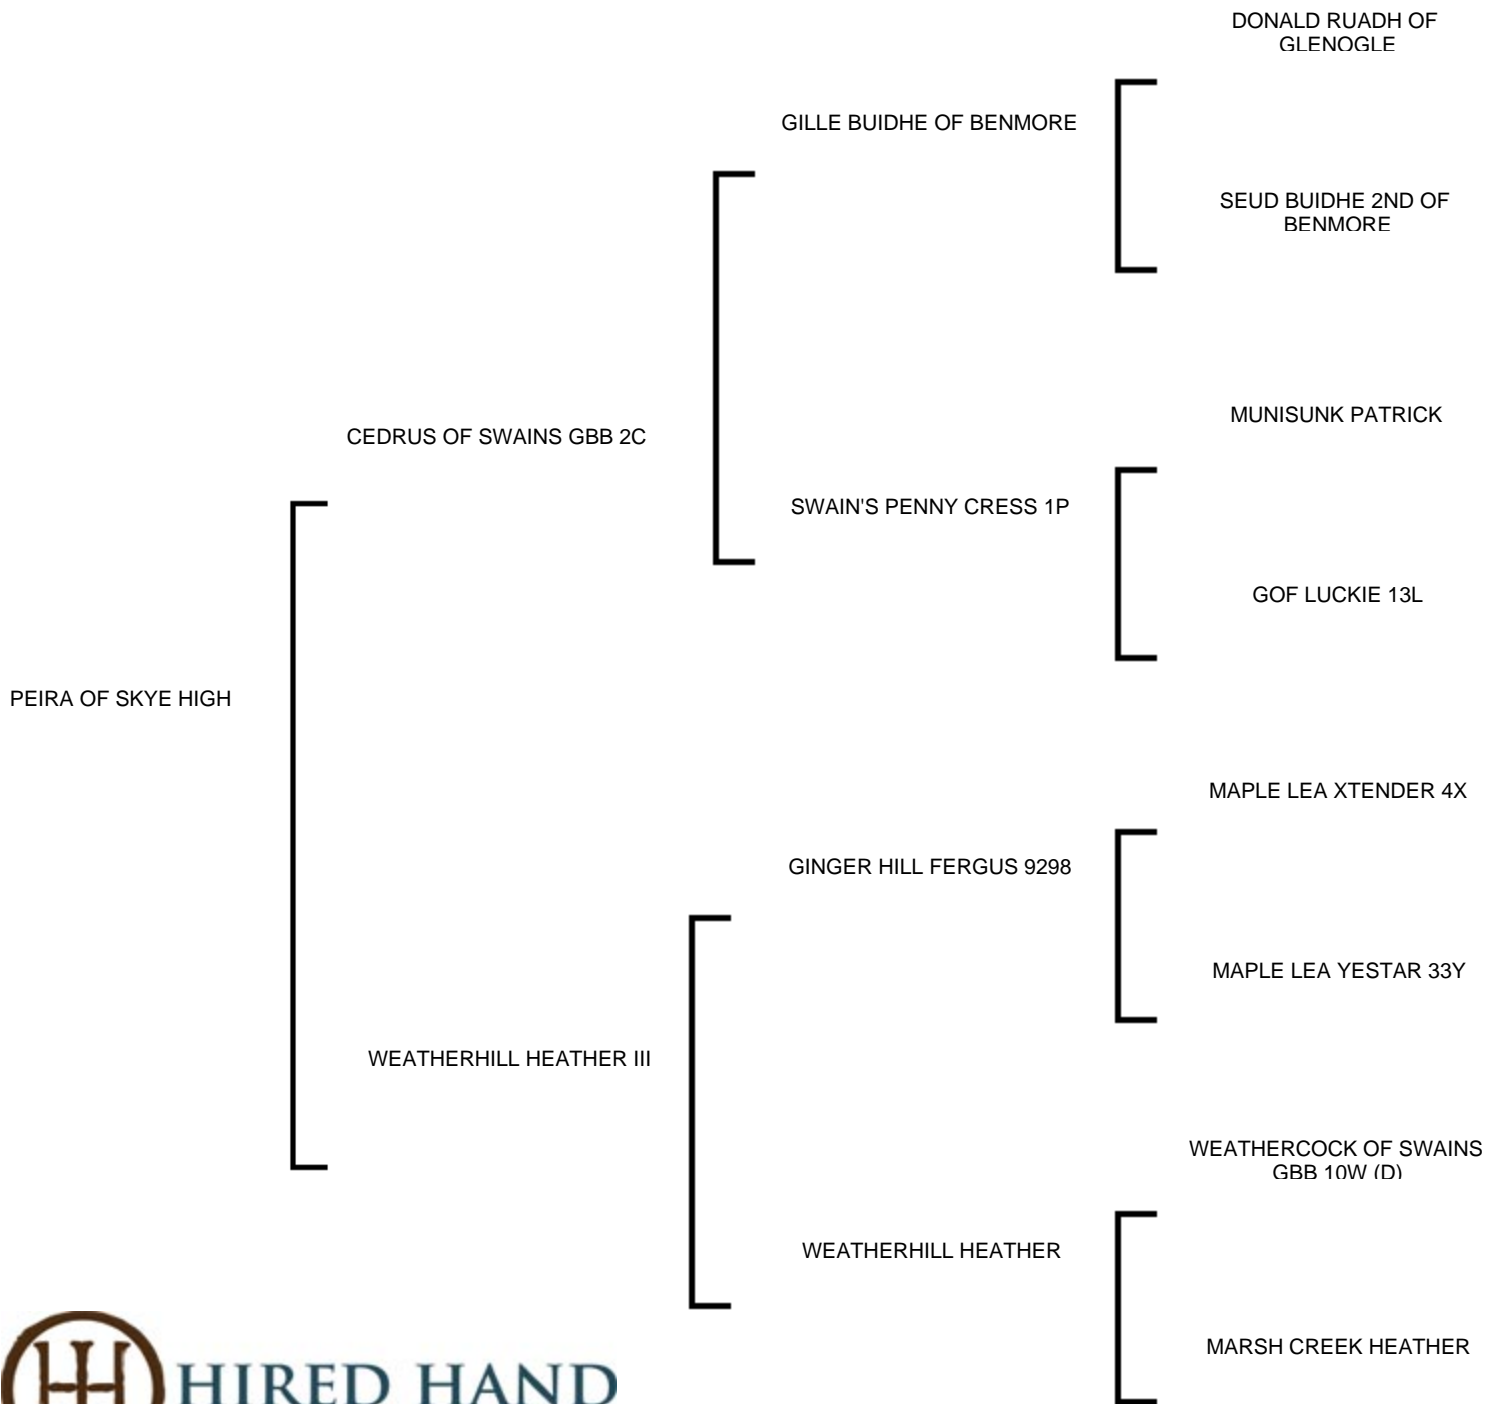 DONALD RUADH OF
GLENOGLE
GILLE BUIDHE OF BENMORE
SEUD BUIDHE 2ND OF
BENMORE
CEDRUS OF SWAINS GBB 2C
MUNISUNK PATRICK
SWAIN'S PENNY CRESS 1P
GOF LUCKIE 13L
PEIRA OF SKYE HIGH
MAPLE LEA XTENDER 4X
GINGER HILL FERGUS 9298
MAPLE LEA YESTAR 33Y
WEATHERHILL HEATHER III
WEATHERCOCK OF SWAINS
GBB 10W (D)
WEATHERHILL HEATHER
MARSH CREEK HEATHER
HH HIRED HAND